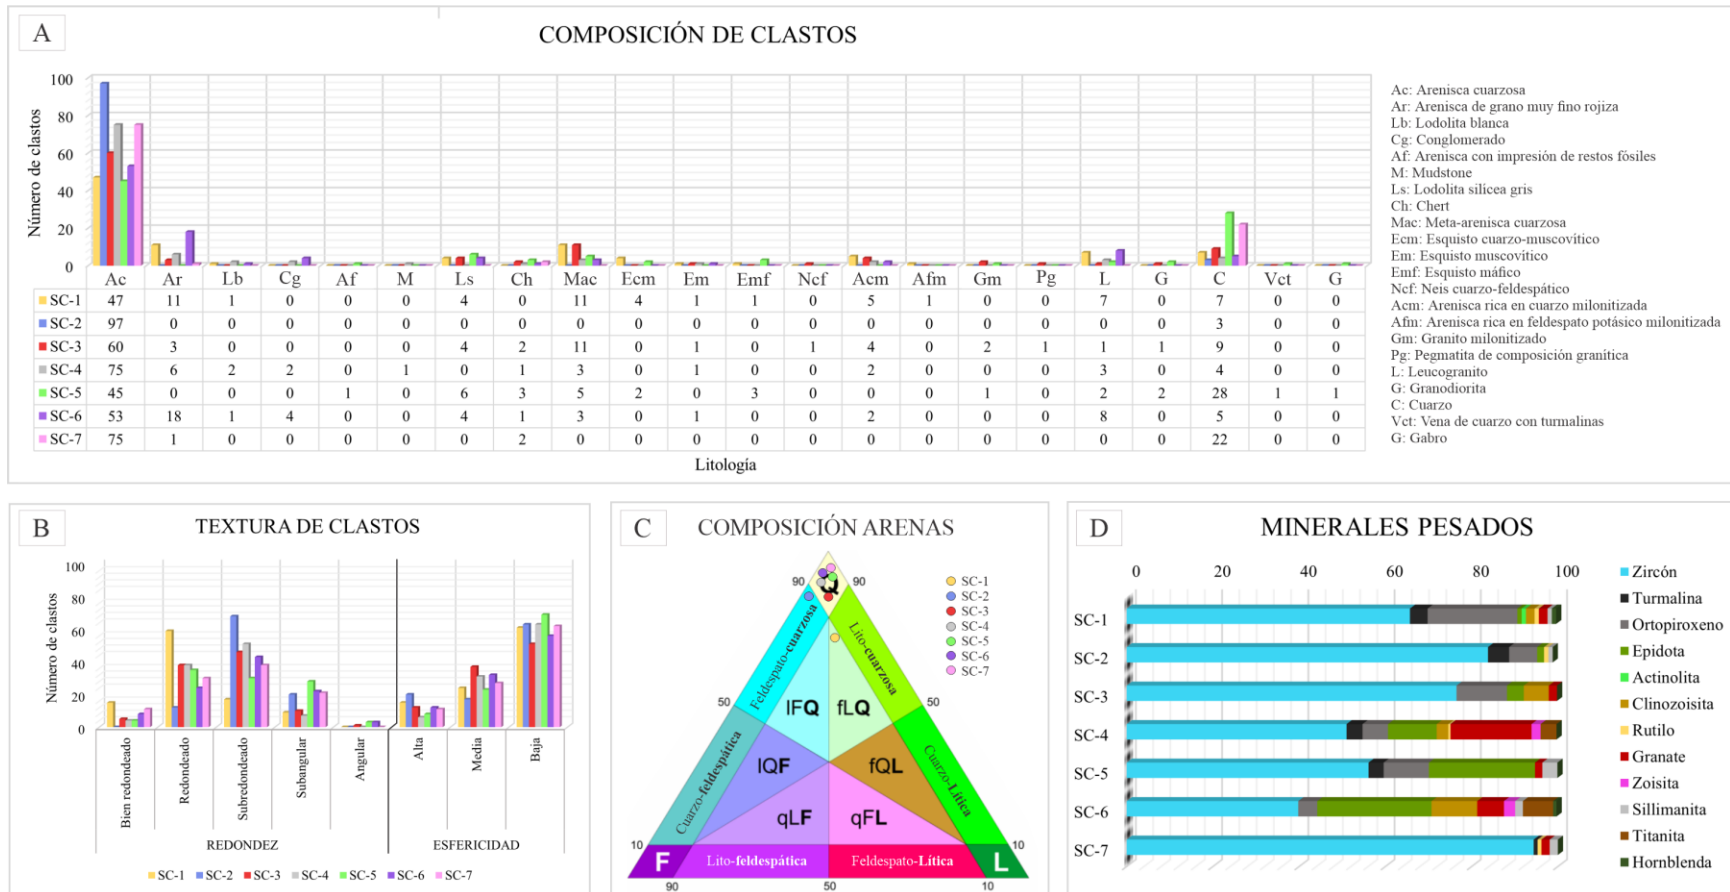 A
COMPOSICIÓN DE CLASTOS
Número de clastos
100
80
60
40
20
0
Ac Ar Lb Cg Af M Ls Ch Mac Ecm Em Emf Ncf Acm Afm Gm Pg L G C Vct G
SC-1 47 11 1 0 0 0 4 0 11 4 1 1 0 5 1 0 0 7 0 7 0 0
SC-2 97 0 0 0 0 0 0 0 0 0 0 0 0 0 0 0 0 0 0 3 0 0
SC-3 60 3 0 0 0 0 4 2 11 0 1 0 1 4 0 2 1 1 1 9 0 0
SC-4 75 6 2 2 0 1 0 1 3 0 1 0 0 2 0 0 0 3 0 4 0 0
SC-5 45 0 0 0 1 0 6 3 5 2 0 3 0 0 0 1 0 2 2 28 1 1
SC-6 53 18 1 4 0 0 4 1 3 0 1 0 0 2 0 0 0 8 0 5 0 0
SC-7 75 1 0 0 0 0 0 2 0 0 0 0 0 0 0 0 0 0 0 22 0 0
Litología
Ac: Arenisca cuarzosa
Ar: Arenisca de grano muy fino rojiza
Lb: Lodolita blanca
Cg: Conglomerado
Af: Arenisca con impresión de restos fósiles
M: Mudstone
Ls: Lodolita silícea gris
Ch: Chert
Mac: Meta-arenisca cuarzosa
Ecm: Esquisto cuarzo-muscovítico
Em: Esquisto muscovítico
Emf: Esquisto máfico
Ncf: Neis cuarzo-feldespático
Acm: Arenisca rica en cuarzo milonitizada
Afm: Arenisca rica en feldespato potásico milonitizada
Gm: Granito milonitizado
Pg: Pegmatita de composición granítica
L: Leucogranito
G: Granodiorita
C: Cuarzo
Vct: Vena de cuarzo con turmalinas
G: Gabro
B
TEXTURA DE CLASTOS
Número de clastos
100
80
60
40
20
0
Bien redondeado
Redondeado
Subredondeado
Subangular
Angular
Alta
Media
Baja
REDONDEZ ESFERICIDAD
SC-1 SC-2 SC-3 SC-4 SC-5 SC-6 SC-7
C
COMPOSICIÓN ARENAS
90 Q 90
SC-1
SC-2
SC-3
SC-4
SC-5
SC-6
SC-7
Feldespato-cuarzosa
Lito-cuarzosa
50 lFQ fLQ 50
Cuarzo-feldespática
Cuarzo-Lítica
lQF fQL
qLF qFL
10 10
F Lito-feldespática Feldespato-Lítica L
90 50 10
D
MINERALES PESADOS
0 20 40 60 80 100
SC-1
SC-2
SC-3
SC-4
SC-5
SC-6
SC-7
Zircón
Turmalina
Ortopiroxeno
Epidota
Actinolita
Clinozoisita
Rutilo
Granate
Zoisita
Sillimanita
Titanita
Hornblenda